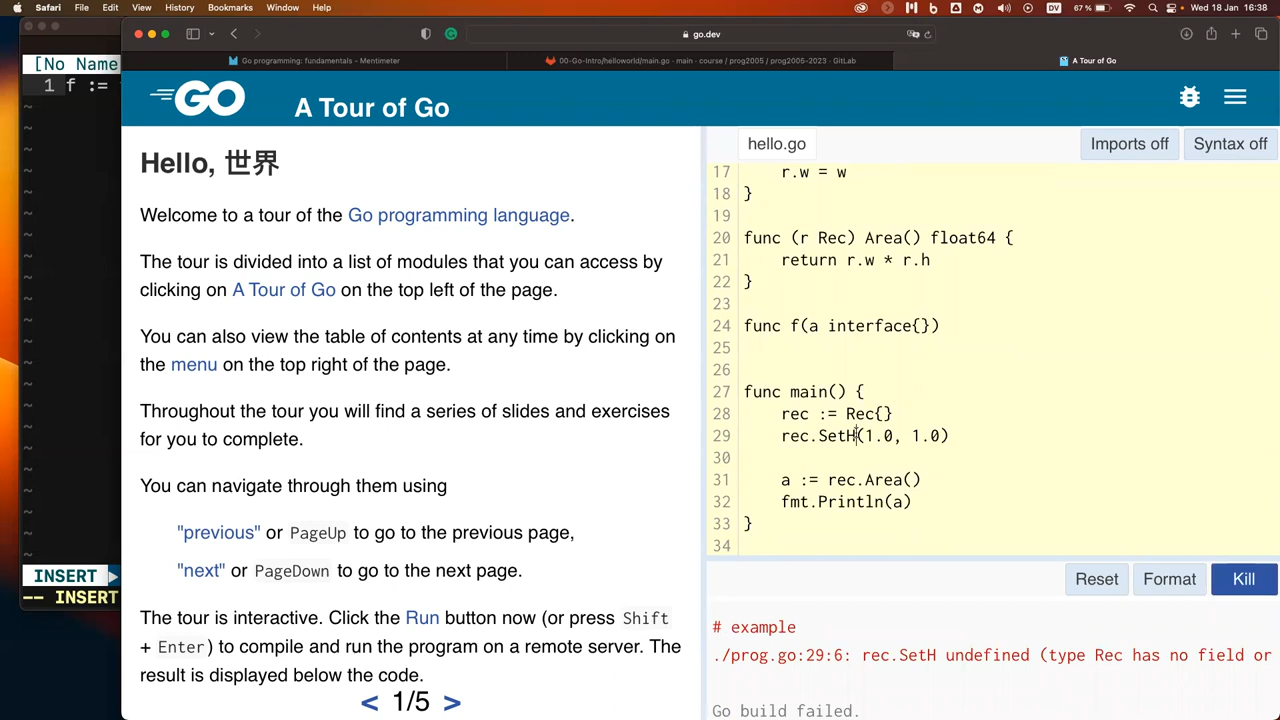 67 %
Wed 18 Jan 16:38
[No Name
1 f :=
~
INSERT
-- INSERT
go.dev
Go programming: fundamentals - Mentimeter
00-Go-Intro/helloworld/main.go · main · course / prog2005 / prog2005-2023 · GitLab
A Tour of Go
GO
A Tour of Go
Hello, 世界
Welcome to a tour of the Go programming language.
The tour is divided into a list of modules that you can access by
clicking on A Tour of Go on the top left of the page.
You can also view the table of contents at any time by clicking on
the menu on the top right of the page.
Throughout the tour you will find a series of slides and exercises
for you to complete.
You can navigate through them using
"previous" or PageUp to go to the previous page,
"next" or PageDown to go to the next page.
The tour is interactive. Click the Run button now (or press Shift
+ Enter) to compile and run the program on a remote server. The
result is displayed below the code.
< 1/5 >
hello.go
Imports off
Syntax off
17 r.w = w
18 }
19
20 func (r Rec) Area() float64 {
21 return r.w * r.h
22 }
23
24 func f(a interface{})
25
26
27 func main() {
28 rec := Rec{}
29 rec.SetH(1.0, 1.0)
30
31 a := rec.Area()
32 fmt.Println(a)
33 }
34
Reset
Format
Kill
# example
./prog.go:29:6: rec.SetH undefined (type Rec has no field or
Go build failed.